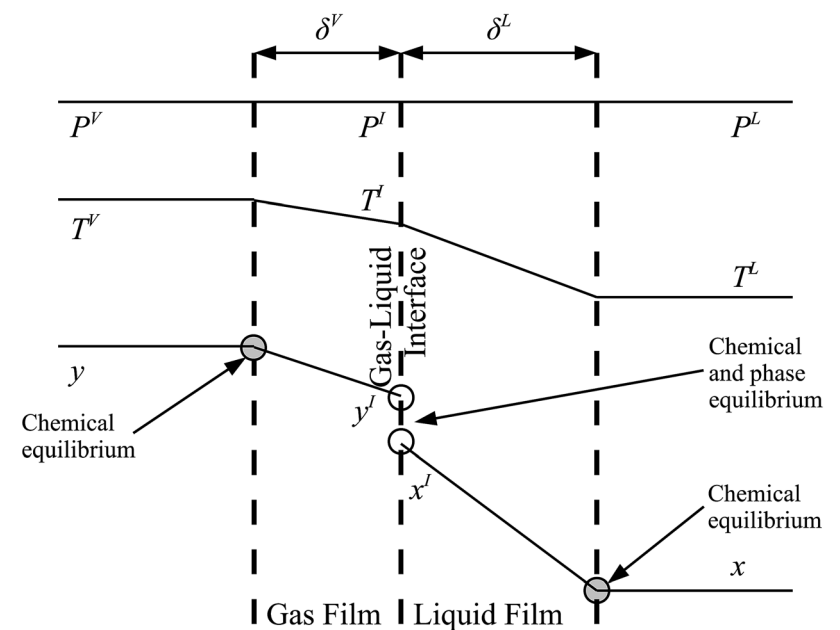 δ^V
δ^L
P^V
P^I
P^L
T^V
T^I
T^L
Gas-Liquid
Interface
y
y^I
x^I
x
Chemical
equilibrium
Chemical
and phase
equilibrium
Chemical
equilibrium
Gas Film
Liquid Film